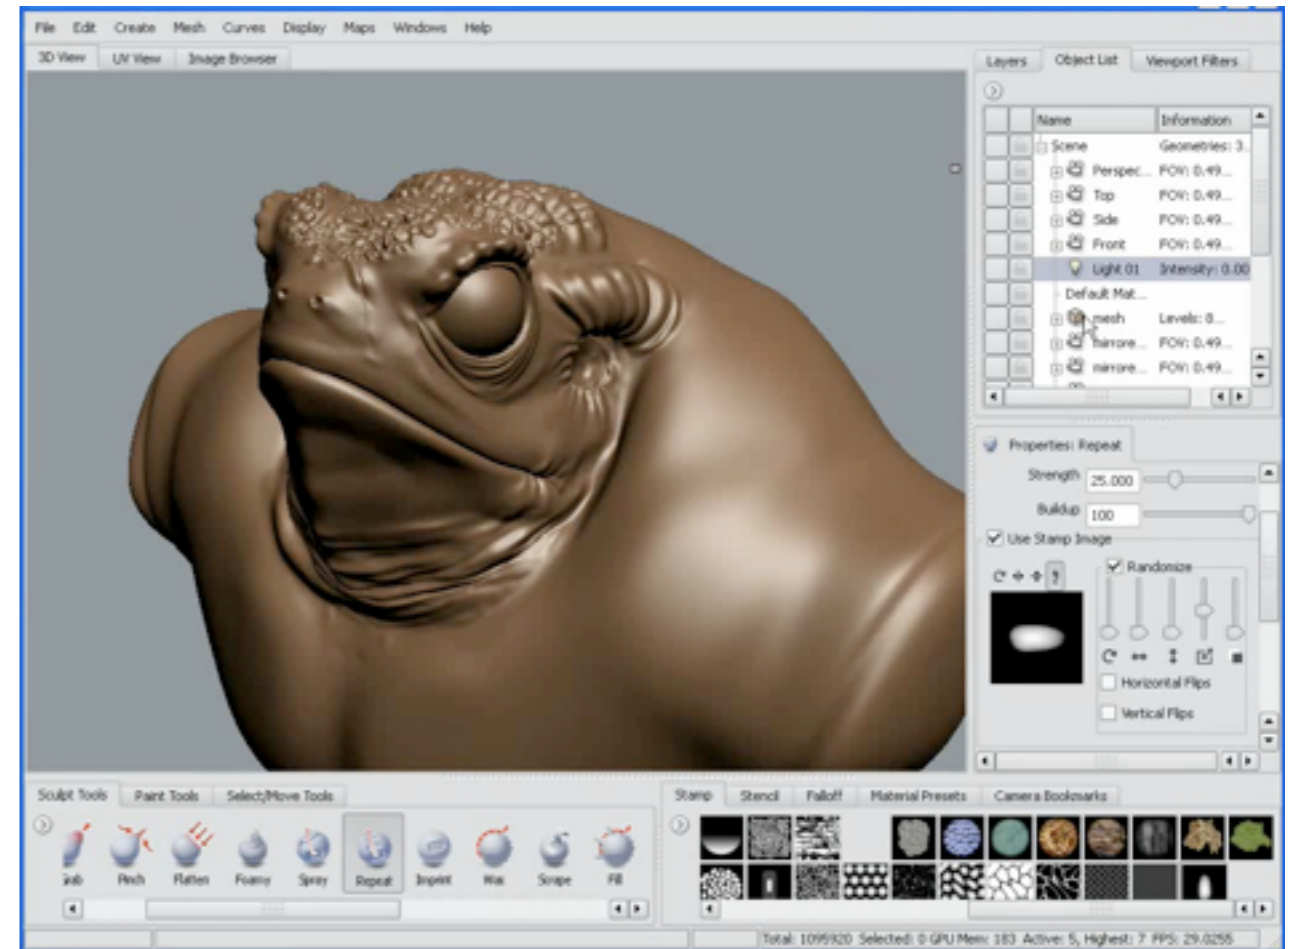 File Edit Create Mesh Curves Display Maps Windows Help
3D View UV View Image Browser
Layers Object List Viewport Filters
Name Information
Scene Geometries: 3...
Perspec... FOV: 0.49...
Top FOV: 0.49...
Side FOV: 0.49...
Front FOV: 0.49...
Light 01 Intensity: 0.00
Default Mat...
mesh Levels: 8...
mirrore... FOV: 0.49...
mirrore... FOV: 0.49...
Properties: Repeat
Strength 25.000
Buildup 100
Use Stamp Image
Randomize
Horizontal Flips
Vertical Flips
Sculpt Tools Paint Tools Select/Move Tools
Stamp Stencil Falloff Material Presets Camera Bookmarks
Pinch Flatten Foamy Spray Repeat Imprint Wax Scrape Fill
Total: 1095920 Selected: 0 GPU Mem: 183 Active: 5, Highest: 7 FPS: 29.0255